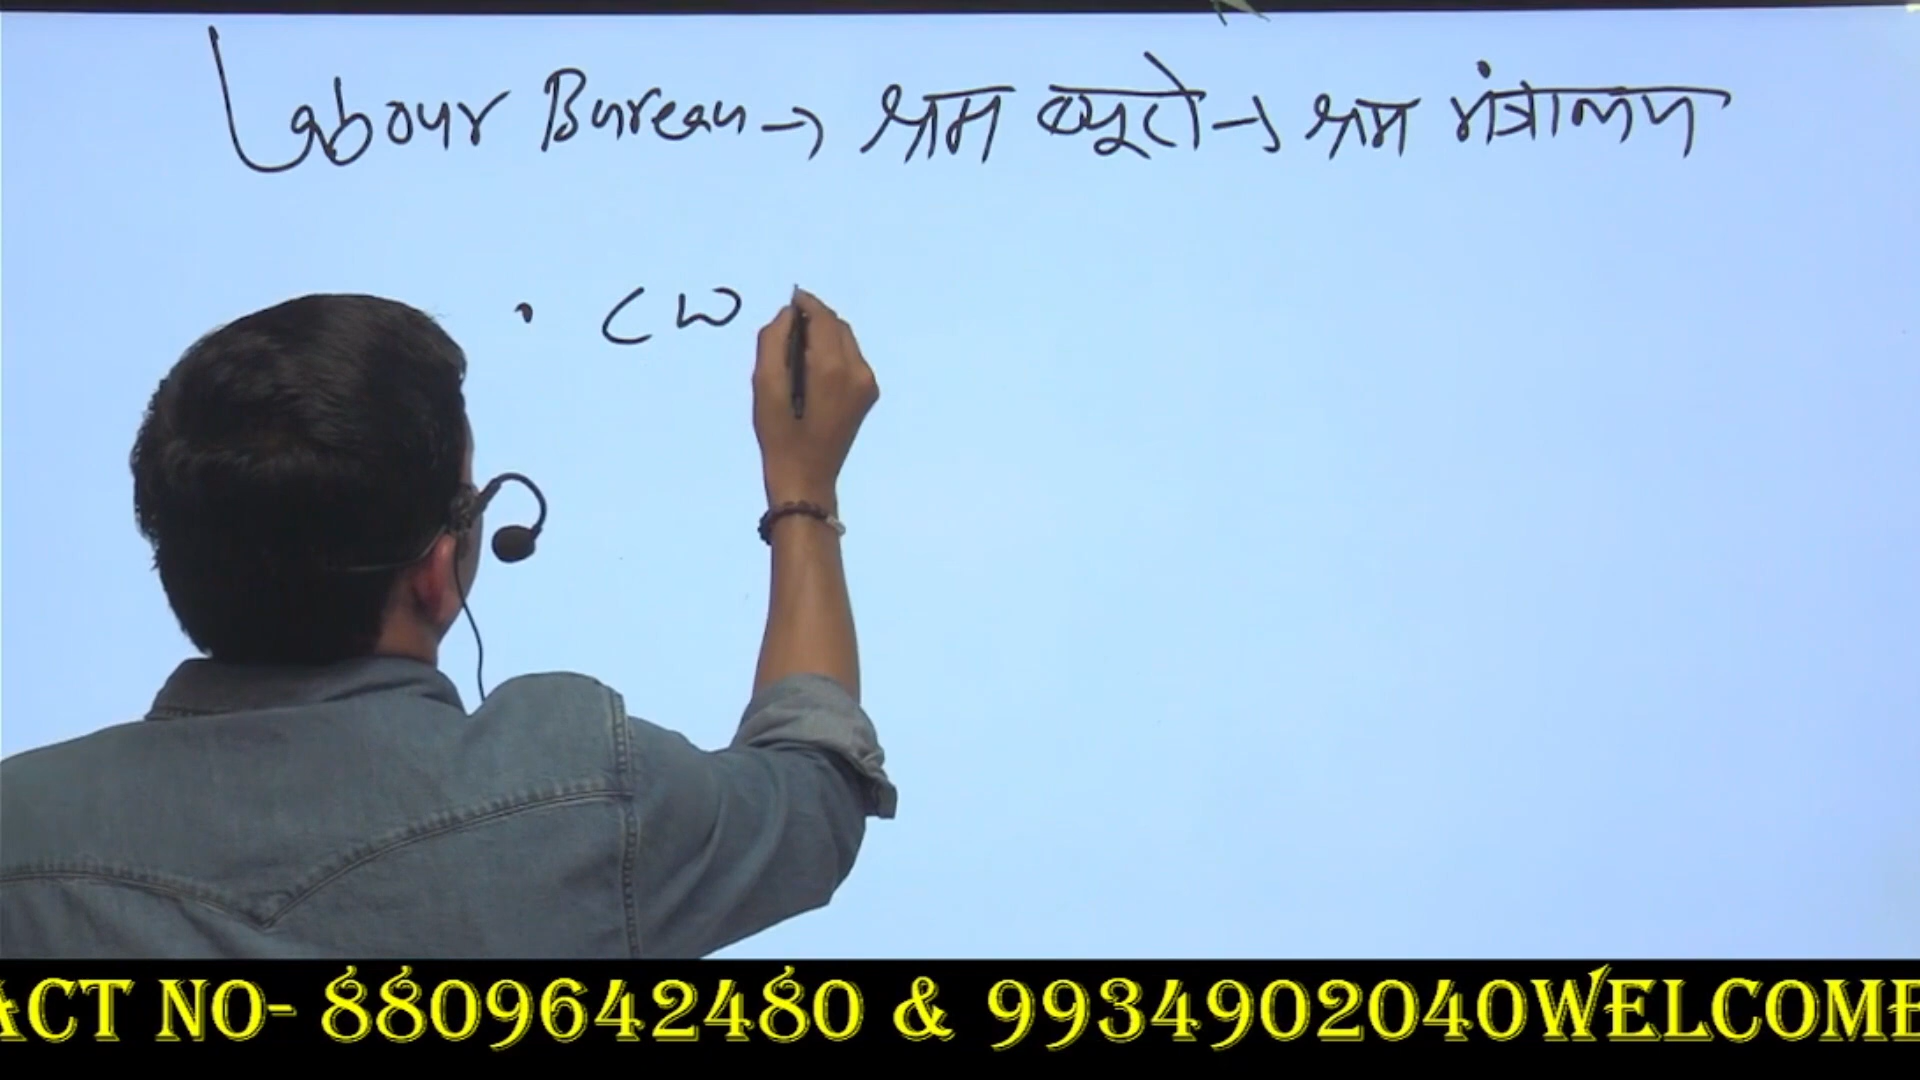 Labour Bureau → श्रम ब्यूरो → श्रम मंत्रालय
• CW
ACT NO- 8809642480 & 9934902040WELCOME